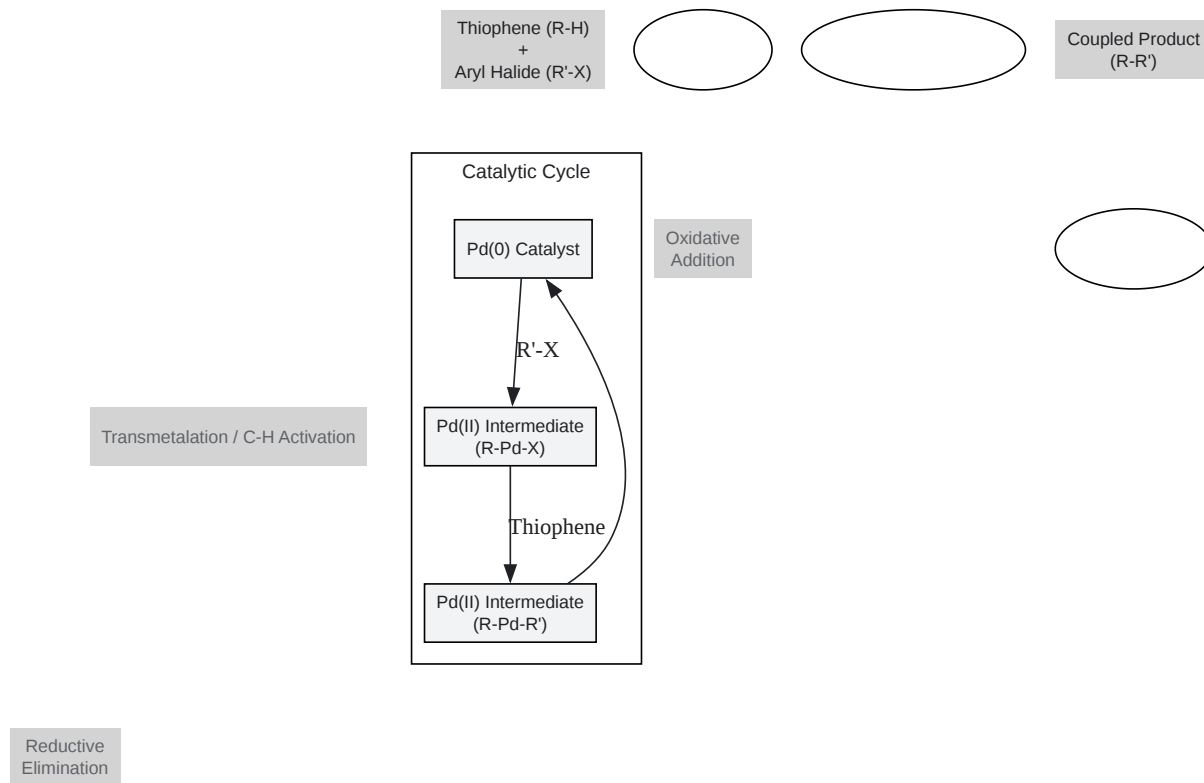 Thiophene (R-H)
+
Aryl Halide (R'-X)
Coupled Product
(R-R')
Catalytic Cycle
Pd(0) Catalyst
Oxidative
Addition
R'-X
Pd(II) Intermediate
(R-Pd-X)
Transmetalation / C-H Activation
Thiophene
Pd(II) Intermediate
(R-Pd-R')
Reductive
Elimination